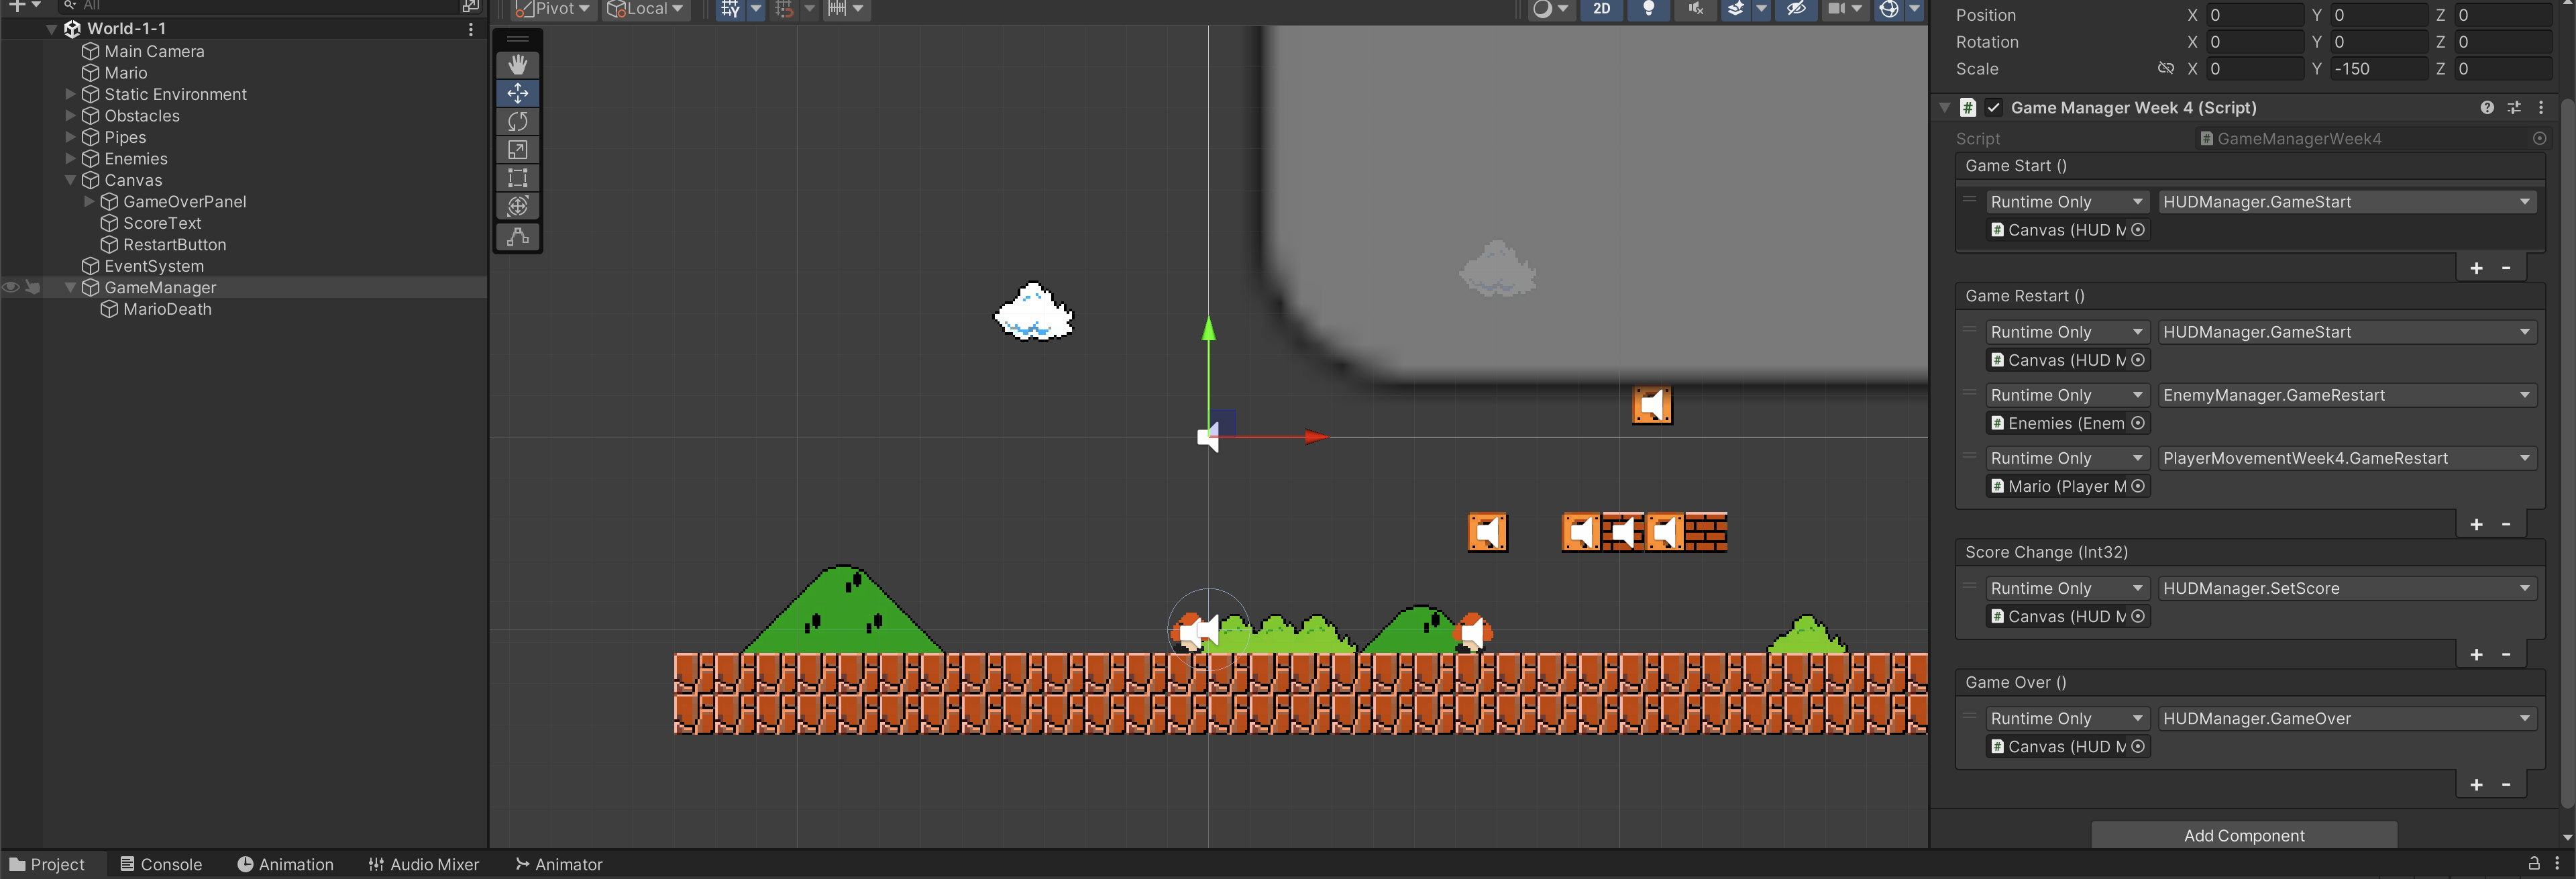 All
World-1-1
Main Camera
Mario
Static Environment
Obstacles
Pipes
Enemies
Canvas
GameOverPanel
ScoreText
RestartButton
EventSystem
GameManager
MarioDeath
Pivot Local
2D
Position X 0 Y 0 Z 0
Rotation X 0 Y 0 Z 0
Scale X 0 Y -150 Z 0
# Game Manager Week 4 (Script)
Script # GameManagerWeek4
Game Start ()
Runtime Only HUDManager.GameStart
# Canvas (HUD M
+ -
Game Restart ()
Runtime Only HUDManager.GameStart
# Canvas (HUD M
Runtime Only EnemyManager.GameRestart
# Enemies (Enem
Runtime Only PlayerMovementWeek4.GameRestart
# Mario (Player M
+ -
Score Change (Int32)
Runtime Only HUDManager.SetScore
# Canvas (HUD M
+ -
Game Over ()
Runtime Only HUDManager.GameOver
# Canvas (HUD M
+ -
Add Component
Project Console Animation Audio Mixer Animator